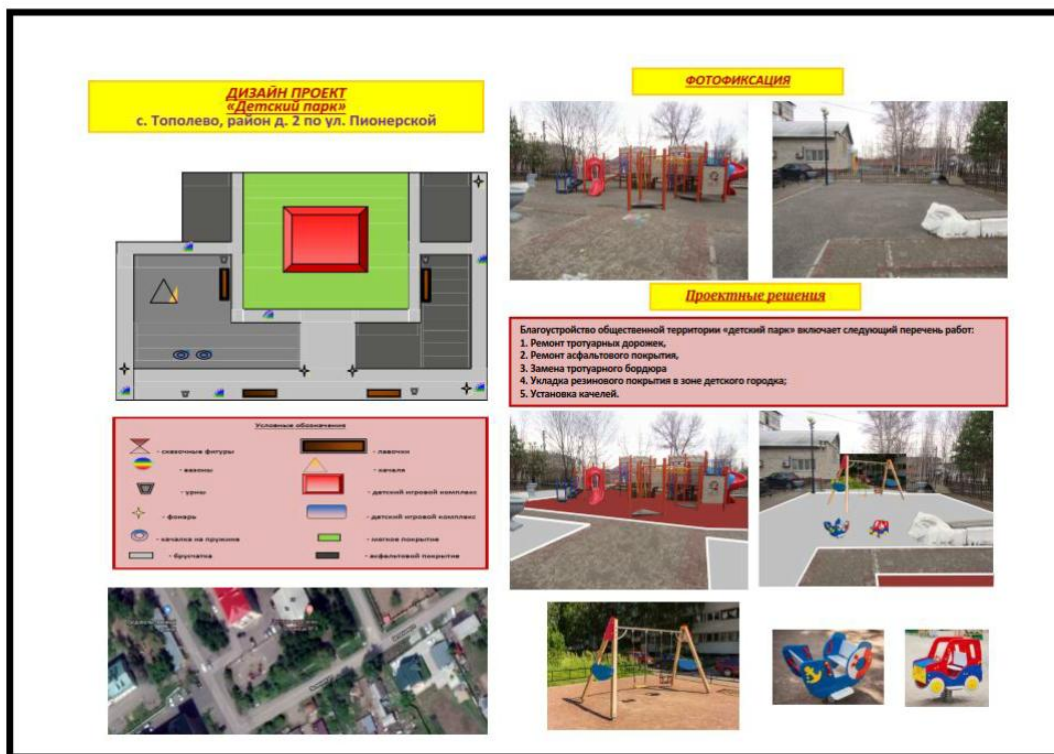 ДИЗАЙН ПРОЕКТ
«Детский парк»
с. Тополево, район д. 2 по ул. Пионерской
Условные обозначения
- сказочные фигуры
- вазоны
- урны
- фонарь
- качалка на пружине
- брусчатка
- лавочки
- качеля
- детский игровой комплекс
- детский игровой комплекс
- мягкое покрытие
- асфальтовой покрытие
ФОТОФИКСАЦИЯ
Проектные решения
Благоустройство общественной территории «детский парк» включает следующий перечень работ:
1. Ремонт тротуарных дорожек,
2. Ремонт асфальтового покрытия,
3. Замена тротуарного бордюра
4. Укладка резинового покрытия в зоне детского городка;
5. Установка качелей.